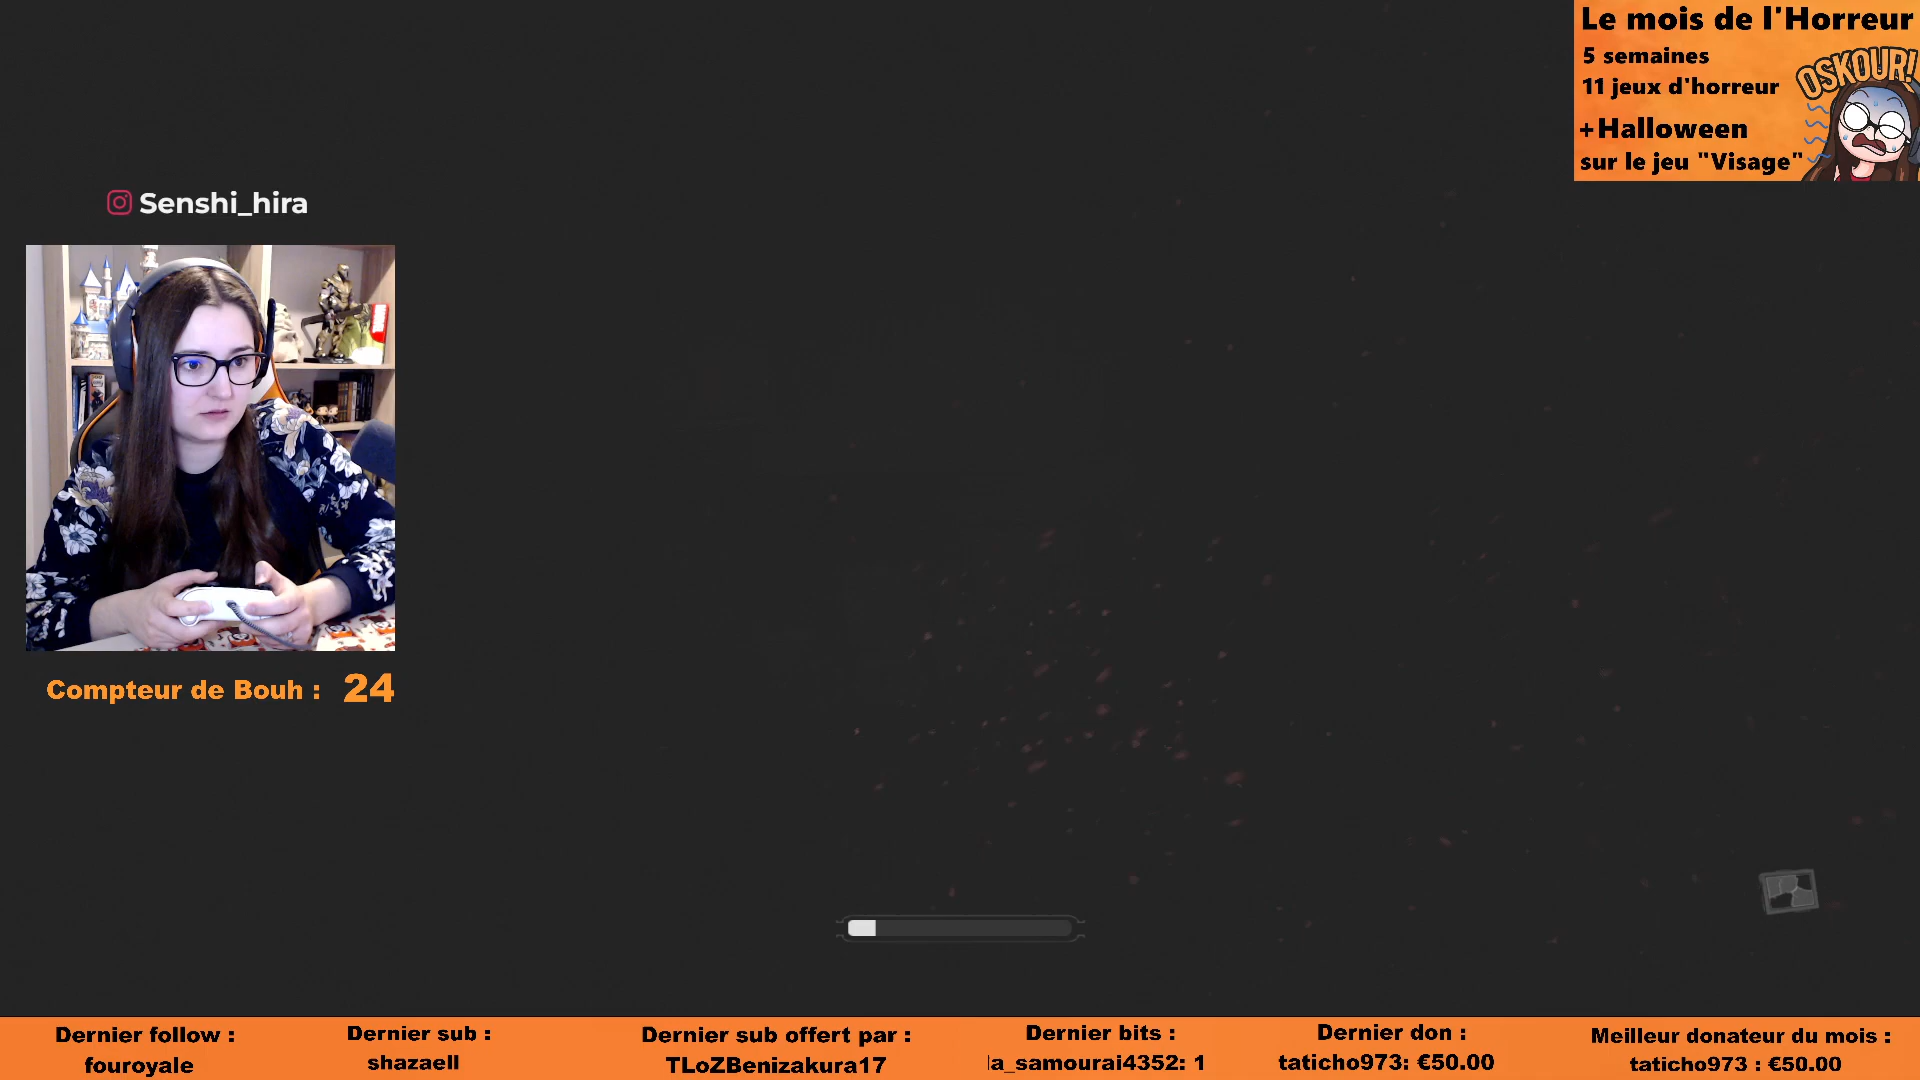 Le mois de l'Horreur
5 semaines
11 jeux d'horreur
OSKOUR!
+Halloween
sur le jeu "Visage"
Senshi_hira
Compteur de Bouh : 24
Dernier follow :
fouroyale
Dernier sub :
shazaell
Dernier sub offert par :
TLoZBenizakura17
Dernier bits :
la_samourai4352: 1
Dernier don :
taticho973: €50.00
Meilleur donateur du mois :
taticho973 : €50.00